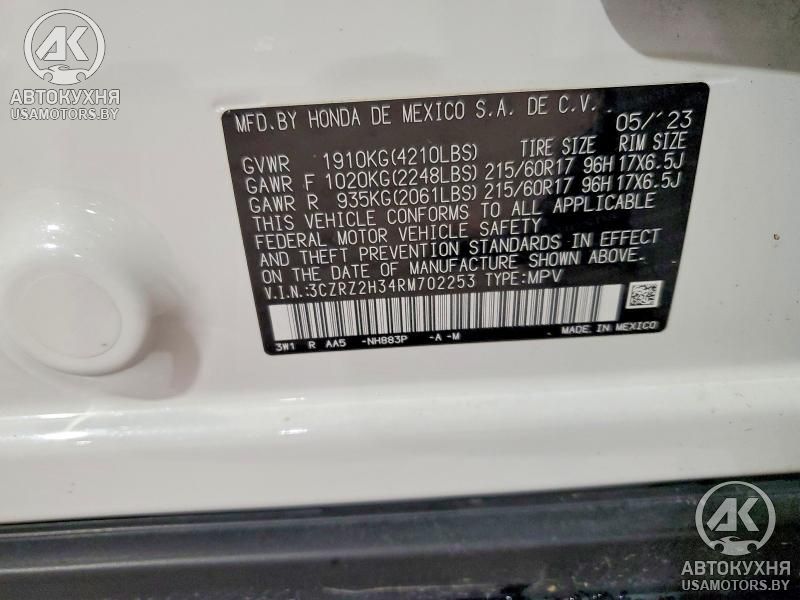 AK
АВТОКУХНЯ
USAMOTORS.BY
MFD.BY HONDA DE MEXICO S.A. DE C.V. 05/'23
TIRE SIZE RIM SIZE
GVWR 1910KG(4210LBS)
GAWR F 1020KG(2248LBS) 215/60R17 96H 17X6.5J
GAWR R 935KG(2061LBS) 215/60R17 96H 17X6.5J
THIS VEHICLE CONFORMS TO ALL APPLICABLE
FEDERAL MOTOR VEHICLE SAFETY
AND THEFT PREVENTION STANDARDS IN EFFECT
ON THE DATE OF MANUFACTURE SHOWN ABOVE.
V.I.N.:3CZRZ2H34RM702253 TYPE:MPV
3W1 R AA5 -NH883P -A -M
MADE IN MEXICO
AK
АВТОКУХНЯ
USAMOTORS.BY